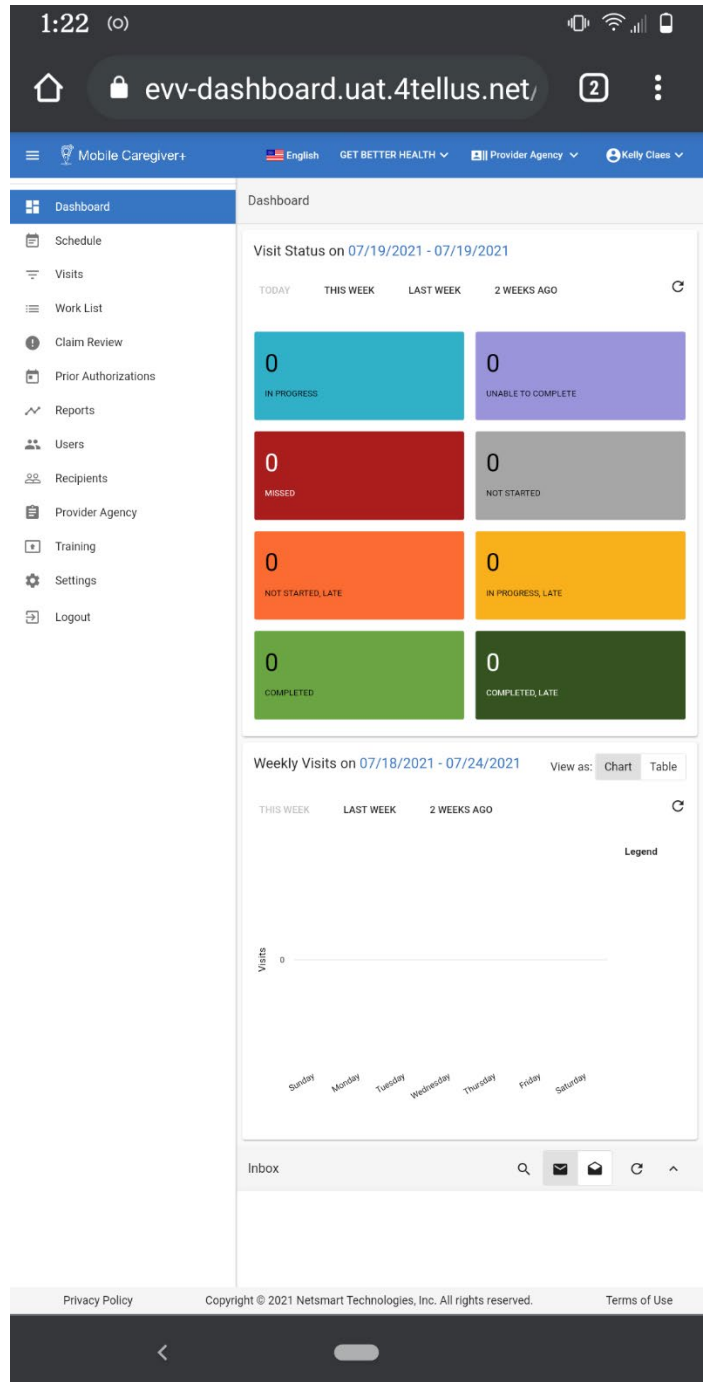 1:22
evv-dashboard.uat.4tellus.net/ 2
Mobile Caregiver+ English GET BETTER HEALTH Provider Agency Kelly Claes
Dashboard
Schedule
Visits
Work List
Claim Review
Prior Authorizations
Reports
Users
Recipients
Provider Agency
Training
Settings
Logout
Dashboard
Visit Status on 07/19/2021 - 07/19/2021
TODAY THIS WEEK LAST WEEK 2 WEEKS AGO
0
IN PROGRESS
0
UNABLE TO COMPLETE
0
MISSED
0
NOT STARTED
0
NOT STARTED, LATE
0
IN PROGRESS, LATE
0
COMPLETED
0
COMPLETED, LATE
Weekly Visits on 07/18/2021 - 07/24/2021 View as: Chart Table
THIS WEEK LAST WEEK 2 WEEKS AGO
Legend
Visits
0
Sunday Monday Tuesday Wednesday Thursday Friday Saturday
Inbox
Privacy Policy Copyright © 2021 Netsmart Technologies, Inc. All rights reserved. Terms of Use